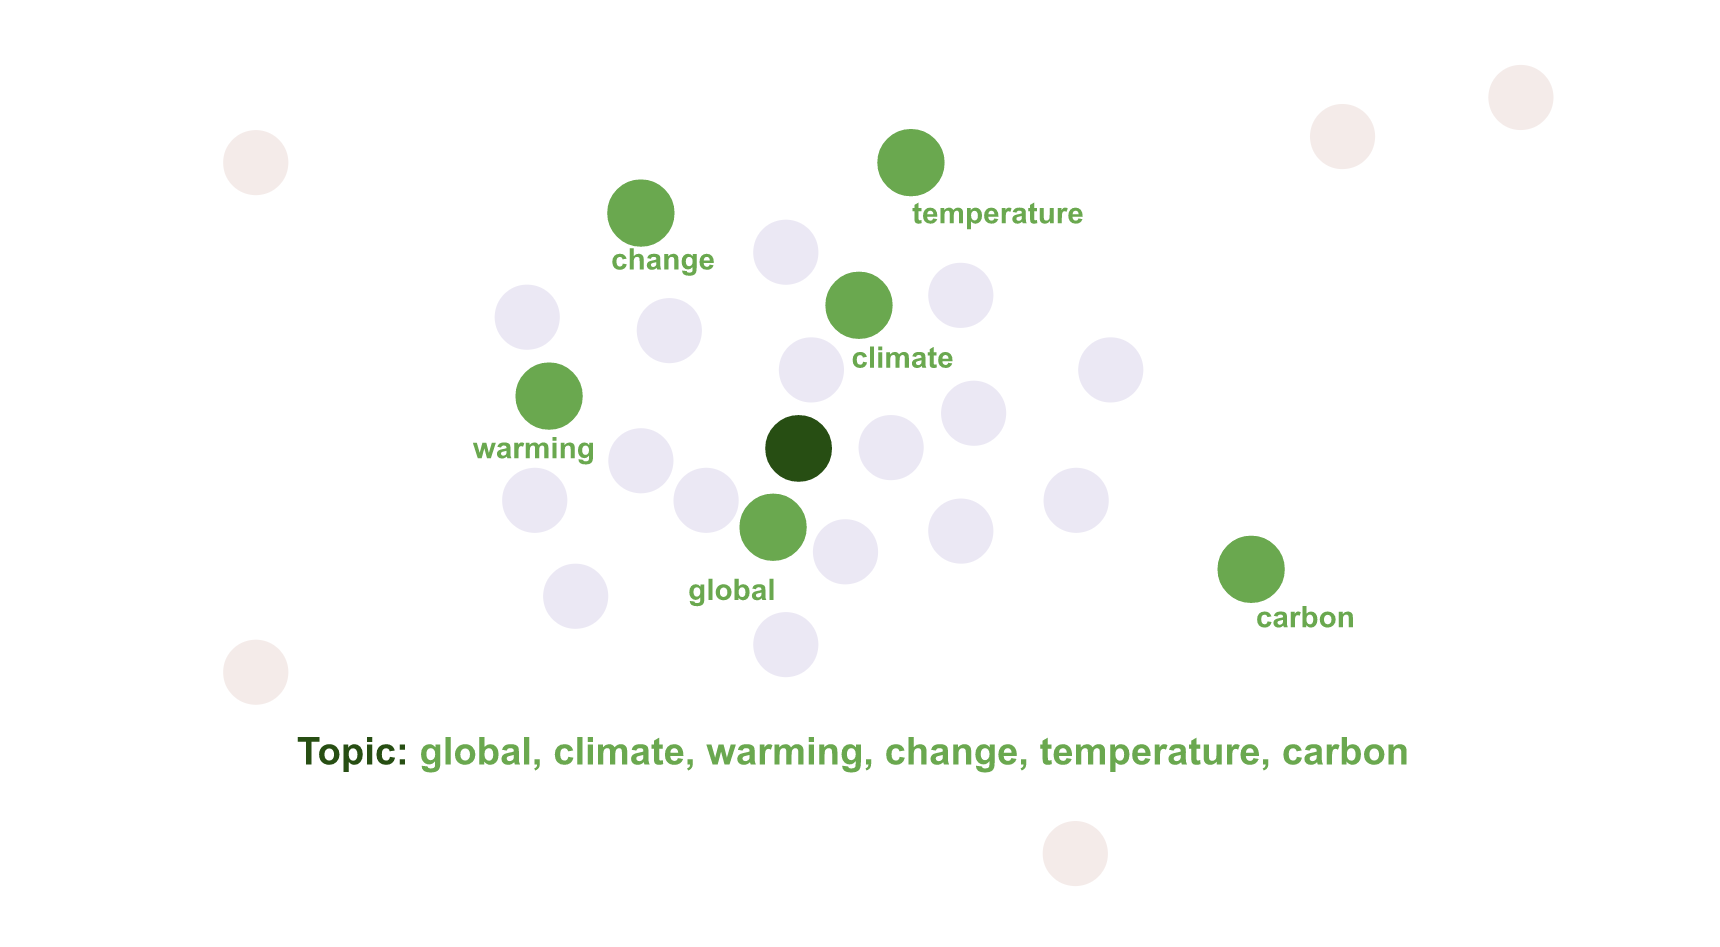 temperature
change
climate
warming
global
carbon
Topic: global, climate, warming, change, temperature, carbon